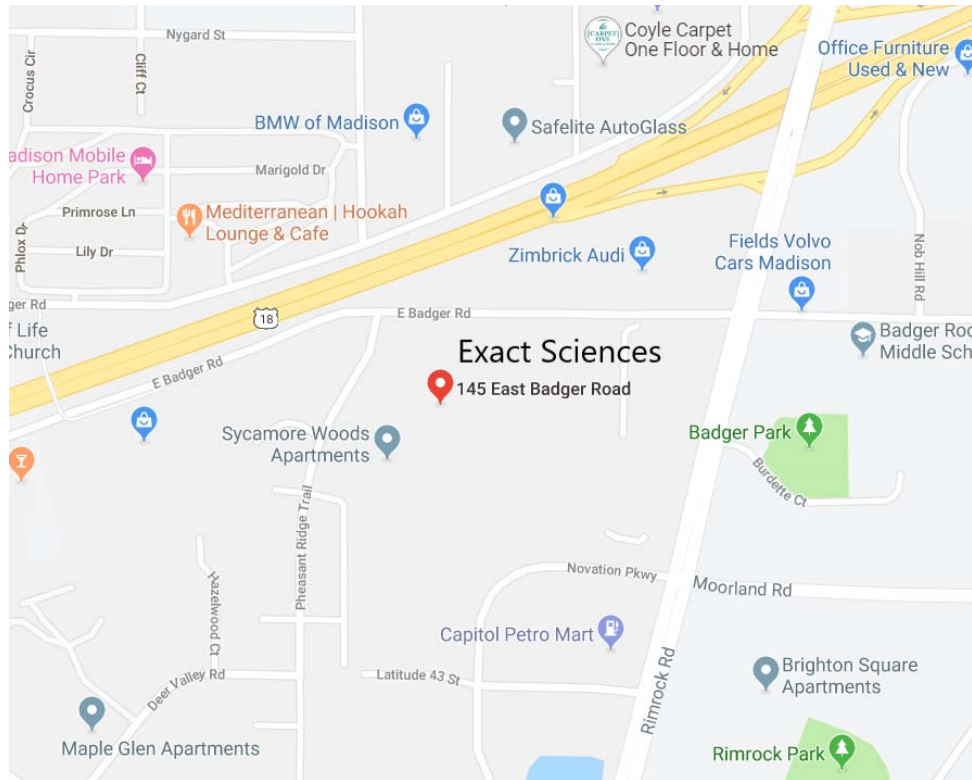 Nygard St
Crocus Cir
Cliff Ct
CARPET
ONE
Coyle Carpet
One Floor & Home
Office Furniture
Used & New
BMW of Madison
Safelite AutoGlass
adison Mobile
Home Park
Marigold Dr
Primrose Ln
Mediterranean | Hookah
Lounge & Cafe
Phlox Dr
Lily Dr
Zimbrick Audi
Fields Volvo
Cars Madison
Nob Hill Rd
ger Rd
18
E Badger Rd
f Life
Church
Badger Roc
Middle Sch
E Badger Rd
Exact Sciences
145 East Badger Road
Sycamore Woods
Apartments
Badger Park
Burdette Ct
Pheasant Ridge Trail
Hazelwood Ct
Novation Pkwy
Moorland Rd
Capitol Petro Mart
Rimrock Rd
Deer Valley Rd
Latitude 43 St
Brighton Square
Apartments
Maple Glen Apartments
Rimrock Park